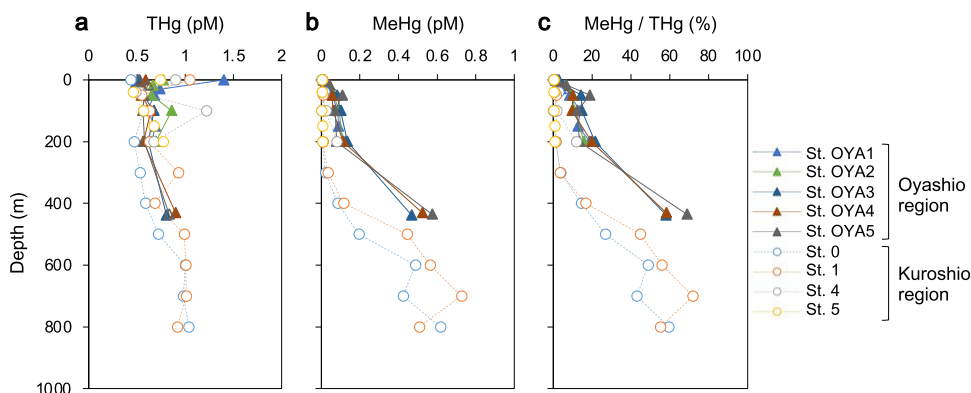 a THg (pM) b MeHg (pM) c MeHg / THg (%)
0 0.5 1 1.5 2 0 0.2 0.4 0.6 0.8 1 0 20 40 60 80 100
0
200
400
600
800
1000
Depth (m)
St. OYA1
St. OYA2
St. OYA3
St. OYA4
St. OYA5
Oyashio
region
St. 0
St. 1
St. 4
St. 5
Kuroshio
region